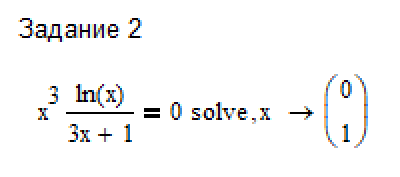 Задание 2
x^3 ln(x)/(3x + 1) = 0 solve,x → (0 1)